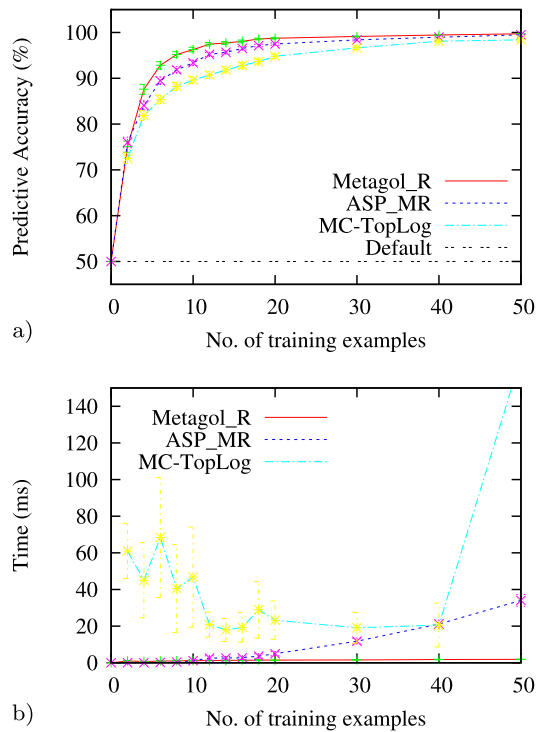 100
90
80
70
60
50
Predictive Accuracy (%)
Metagol_R
ASP_MR
MC-TopLog
Default
0 10 20 30 40 50
a)
No. of training examples
140
120
100
80
60
40
20
0
Time (ms)
Metagol_R
ASP_MR
MC-TopLog
0 10 20 30 40 50
b)
No. of training examples